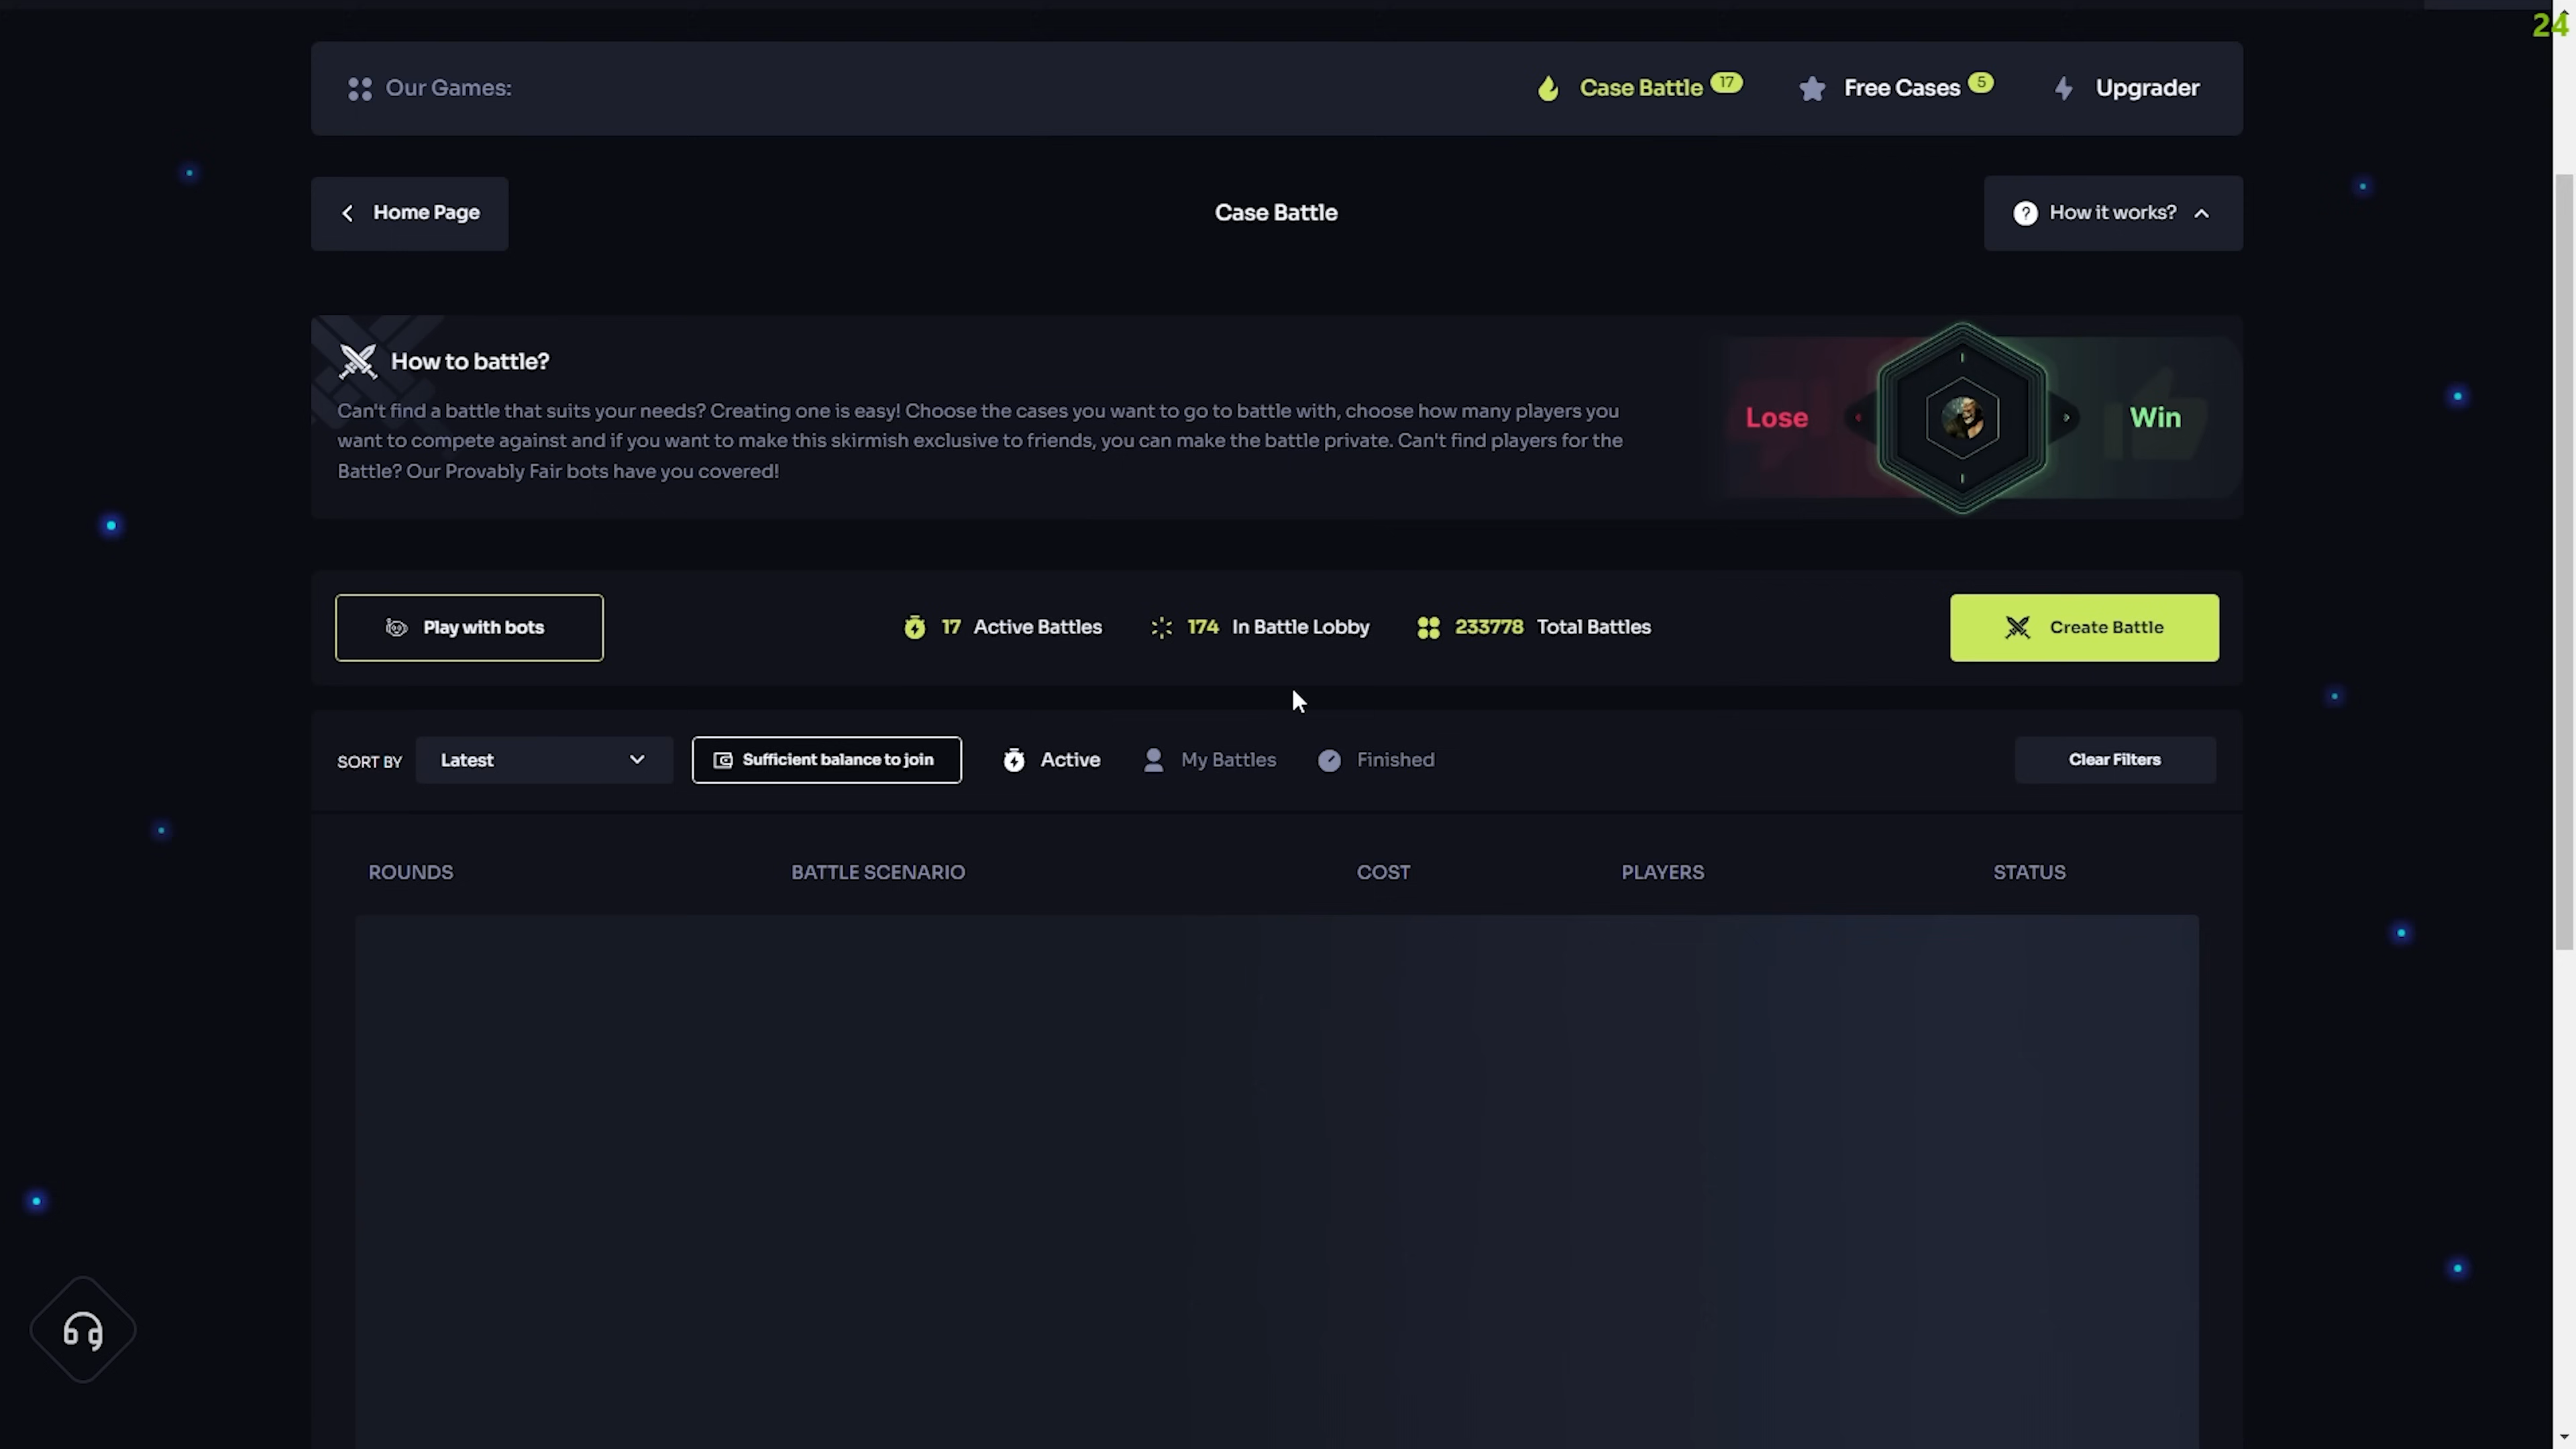 24
Our Games:
Case Battle 17
Free Cases 5
Upgrader
Home Page
Case Battle
? How it works?
How to battle?
Can't find a battle that suits your needs? Creating one is easy! Choose the cases you want to go to battle with, choose how many players you
want to compete against and if you want to make this skirmish exclusive to friends, you can make the battle private. Can't find players for the
Battle? Our Provably Fair bots have you covered!
Lose
Win
Play with bots
17 Active Battles
174 In Battle Lobby
233778 Total Battles
Create Battle
SORT BY
Latest
Sufficient balance to join
Active
My Battles
Finished
Clear Filters
ROUNDS
BATTLE SCENARIO
COST
PLAYERS
STATUS